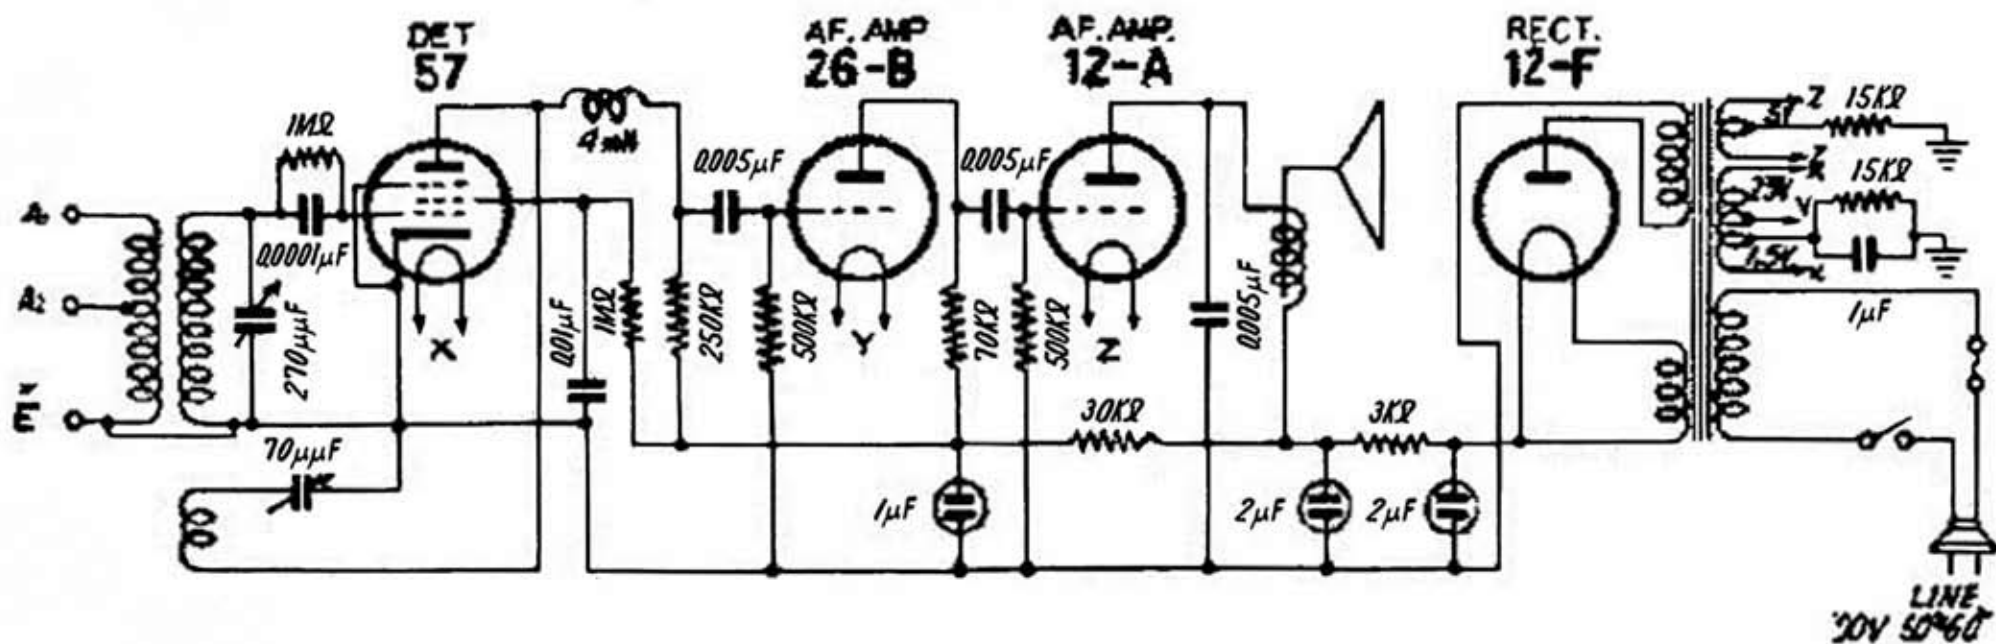 DET
57
AF. AMP
26-B
AF. AMP.
12-A
RECT.
12-F
1MΩ
4mH
0.0001μF
270μμF
70μμF
X
0.01μF
1MΩ
250KΩ
0.005μF
500KΩ
Y
70KΩ
0.005μF
500KΩ
Z
0.005μF
30KΩ
3KΩ
1μF
2μF
2μF
Z
5V
15KΩ
Z
15KΩ
Y
1.5V
1μF
E
LINE